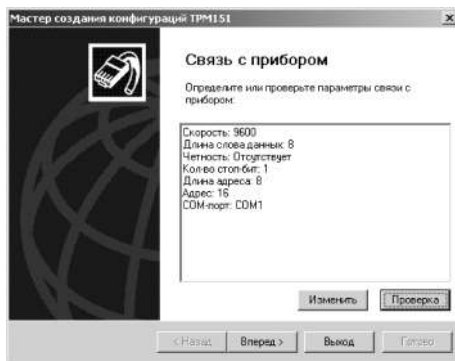 Мастер создания конфигураций ТРМ151
Связь с прибором
Определите или проверьте параметры связи с
прибором:
Скорость: 9600
Длина слова данных: 8
Четность: Отсутствует
Кол-во стоп-бит: 1
Длина адреса: 8
Адрес: 16
COM-порт: COM1
Изменить
Проверка
< Назад
Вперед >
Выход
Готово